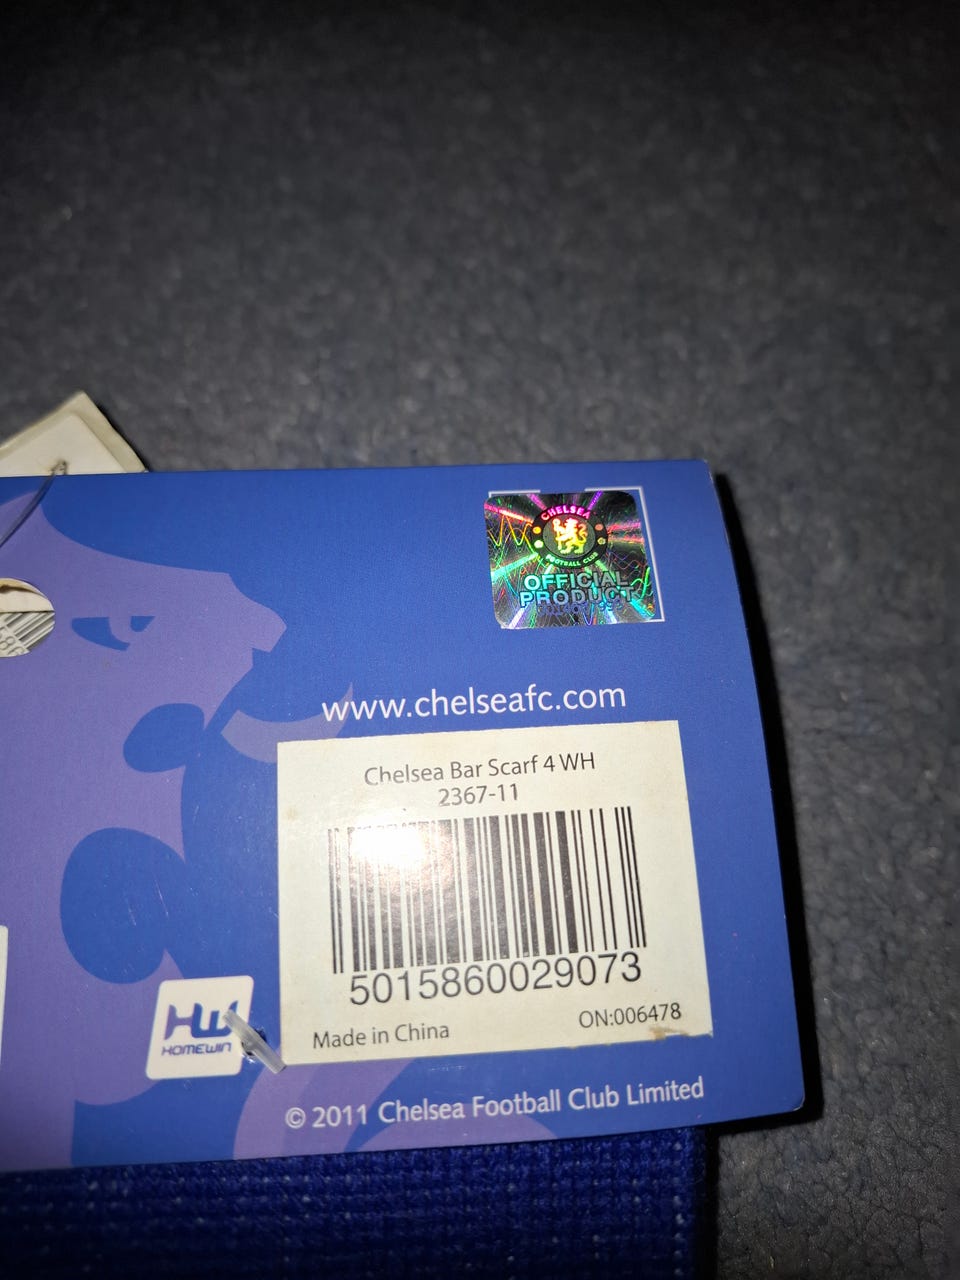 CHELSEA
FOOTBALL CLUB
OFFICIAL
PRODUCT
www.chelseafc.com
Chelsea Bar Scarf 4 WH
2367-11
5015860029073
Made in China
ON:006478
HW
HOMEWIN
© 2011 Chelsea Football Club Limited